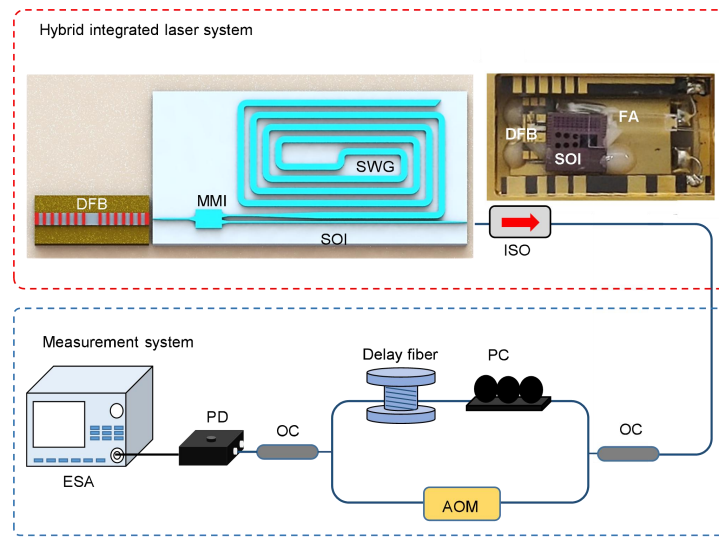 Hybrid integrated laser system
FA
DFB
SOI
SWG
DFB
MMI
SOI
ISO
Measurement system
Delay fiber
PC
PD
OC
OC
ESA
AOM